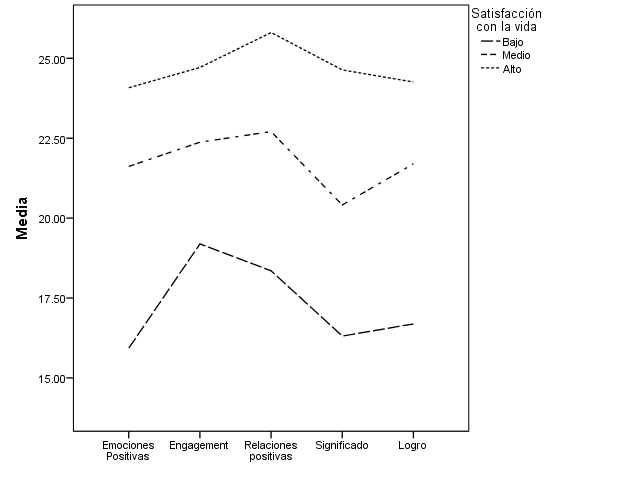 Satisfacción
con la vida
Bajo
Medio
Alto
Media
25.00
22.50
20.00
17.50
15.00
Emociones
Positivas
Engagement
Relaciones
positivas
Significado
Logro